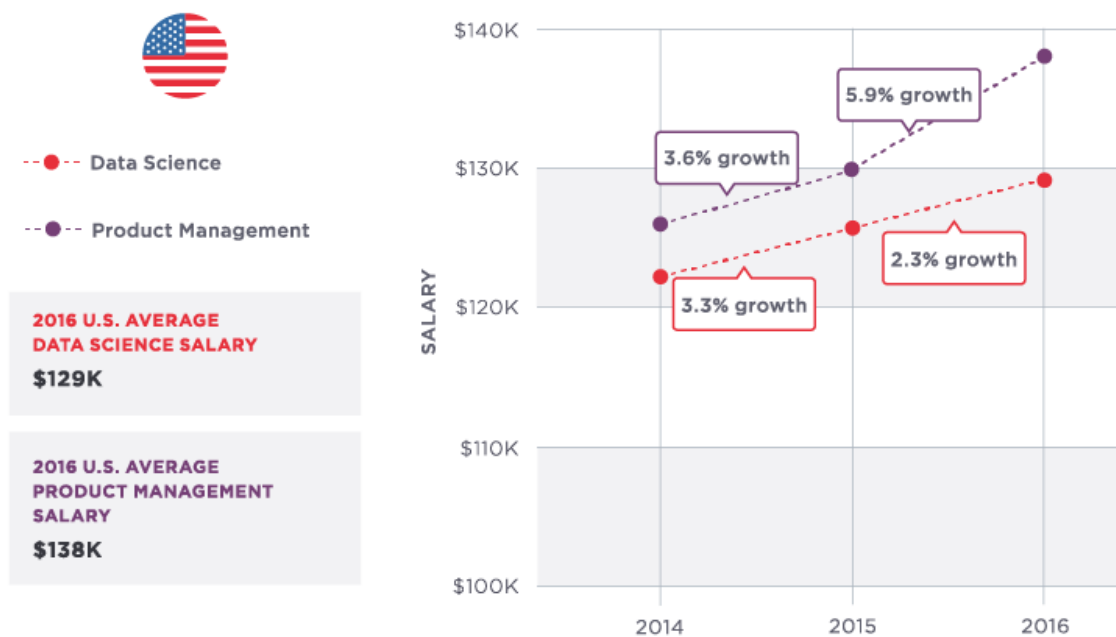 Data Science
Product Management
2016 U.S. AVERAGE
DATA SCIENCE SALARY
$129K
2016 U.S. AVERAGE
PRODUCT MANAGEMENT
SALARY
$138K
SALARY
$140K
$130K
$120K
$110K
$100K
3.6% growth
5.9% growth
3.3% growth
2.3% growth
2014
2015
2016